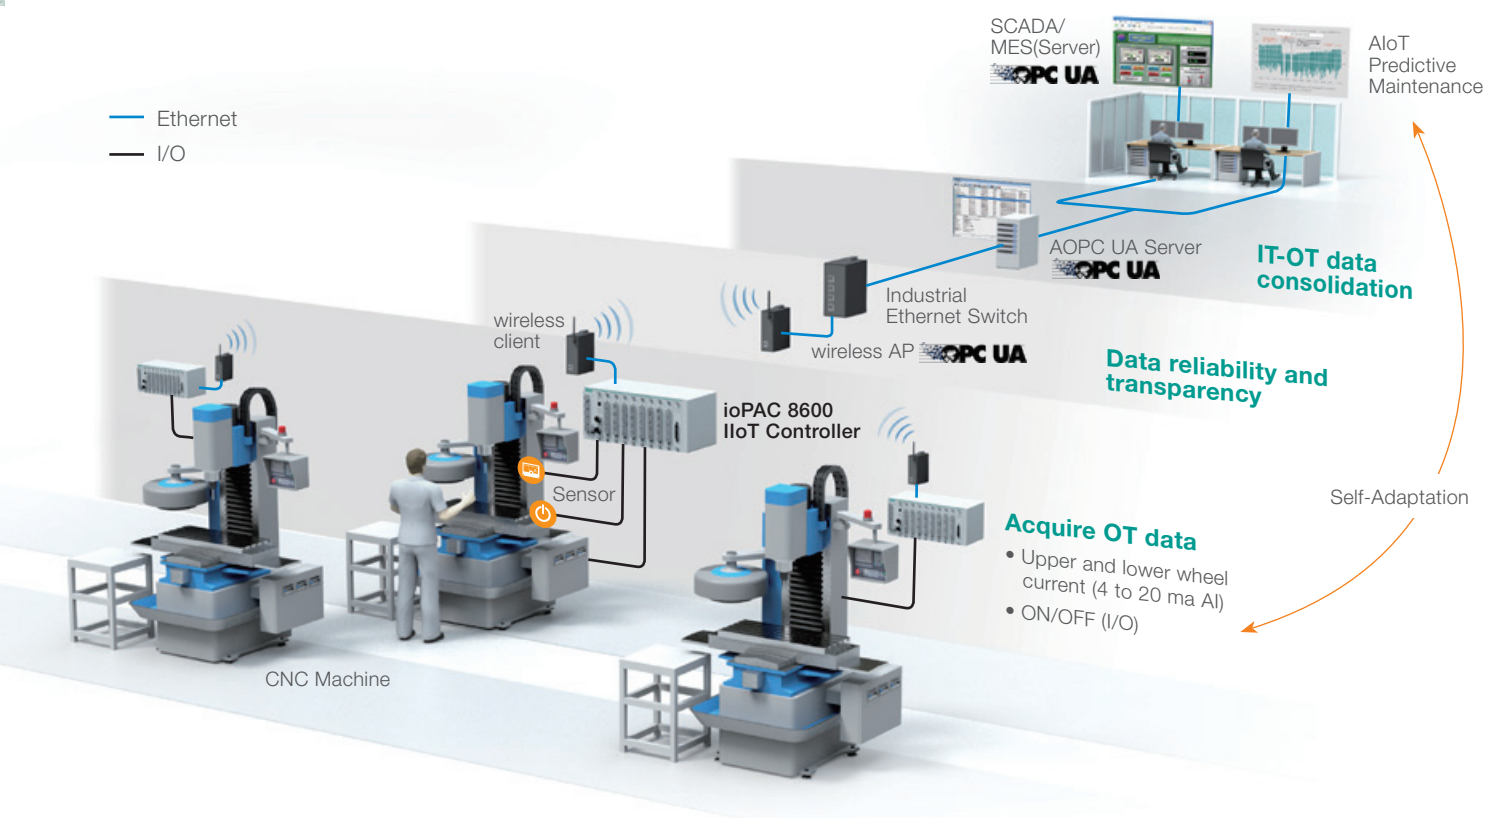 SCADA/
MES(Server)
OPC UA
AIoT
Predictive
Maintenance
Ethernet
I/O
AOPC UA Server
OPC UA
IT-OT data
consolidation
Industrial
Ethernet Switch
wireless
client
wireless AP
OPC UA
Data reliability and
transparency
ioPAC 8600
IIoT Controller
Sensor
Self-Adaptation
Acquire OT data
• Upper and lower wheel
current (4 to 20 ma AI)
• ON/OFF (I/O)
CNC Machine